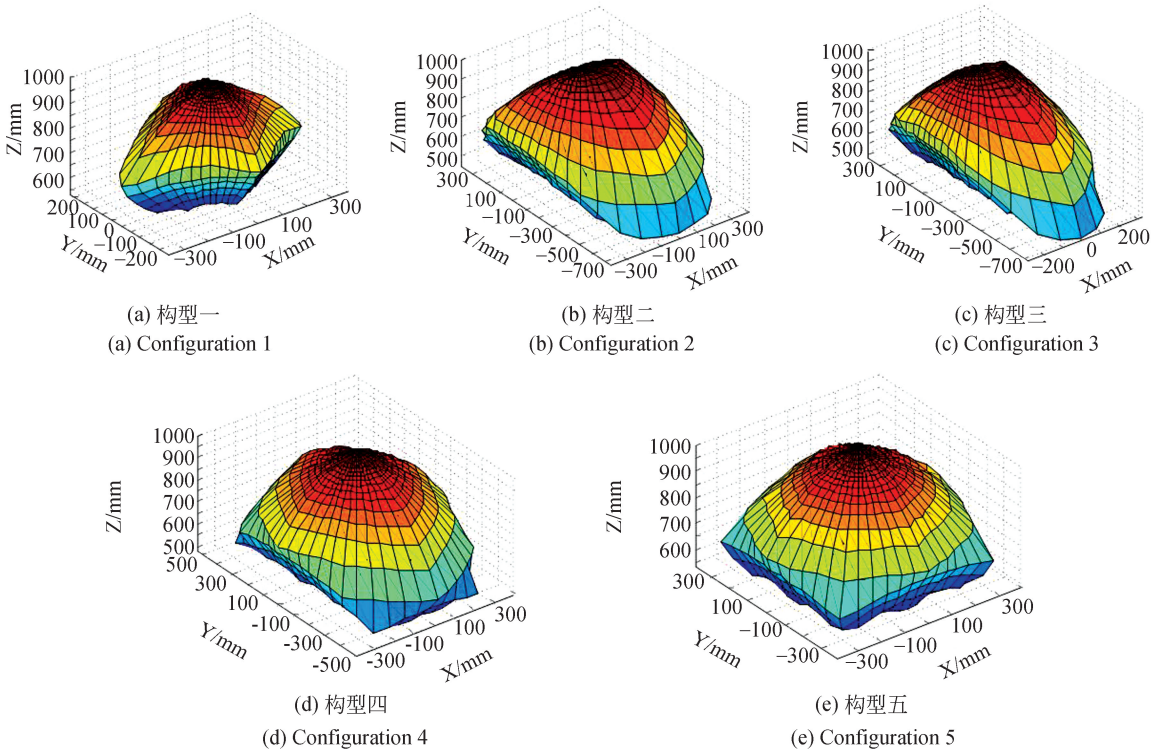 1000
900
800
700
600
Z/mm
200
100
0
−100
−200
Y/mm
−300
−100
100
300
X/mm
(a) 构型一
(a) Configuration 1
1000
900
800
700
600
500
Z/mm
300
100
−100
−300
−500
−700
Y/mm
−300
−100
100
300
X/mm
(b) 构型二
(b) Configuration 2
1000
900
800
700
600
500
Z/mm
300
100
−100
−300
−500
−700
Y/mm
−200
0
200
X/mm
(c) 构型三
(c) Configuration 3
1000
900
800
700
600
500
Z/mm
500
300
100
-100
-300
-500
Y/mm
-300
-100
100
300
X/mm
(d) 构型四
(d) Configuration 4
1000
900
800
700
600
Z/mm
300
100
−100
−300
Y/mm
−300
−100
100
300
X/mm
(e) 构型五
(e) Configuration 5